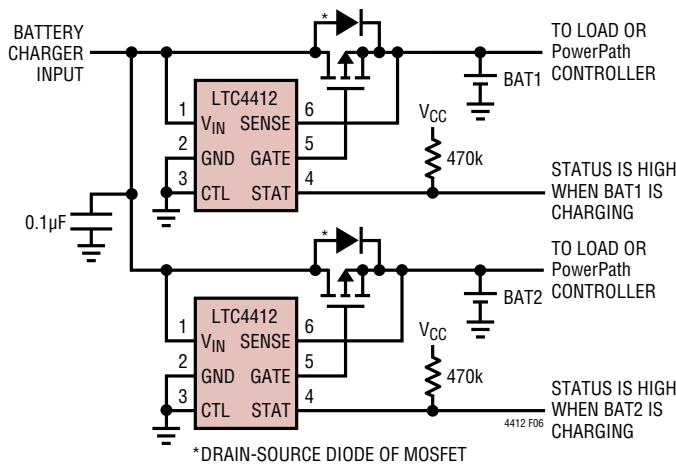 BATTERY
CHARGER
INPUT
*
TO LOAD OR
PowerPath
CONTROLLER
BAT1
LTC4412
1
VIN SENSE
6
2
GND GATE
5
3
CTL STAT
4
VCC
470k
STATUS IS HIGH
WHEN BAT1 IS
CHARGING
0.1µF
*
TO LOAD OR
PowerPath
CONTROLLER
BAT2
LTC4412
1
VIN SENSE
6
2
GND GATE
5
3
CTL STAT
4
VCC
470k
STATUS IS HIGH
WHEN BAT2 IS
CHARGING
4412 F06
*DRAIN-SOURCE DIODE OF MOSFET